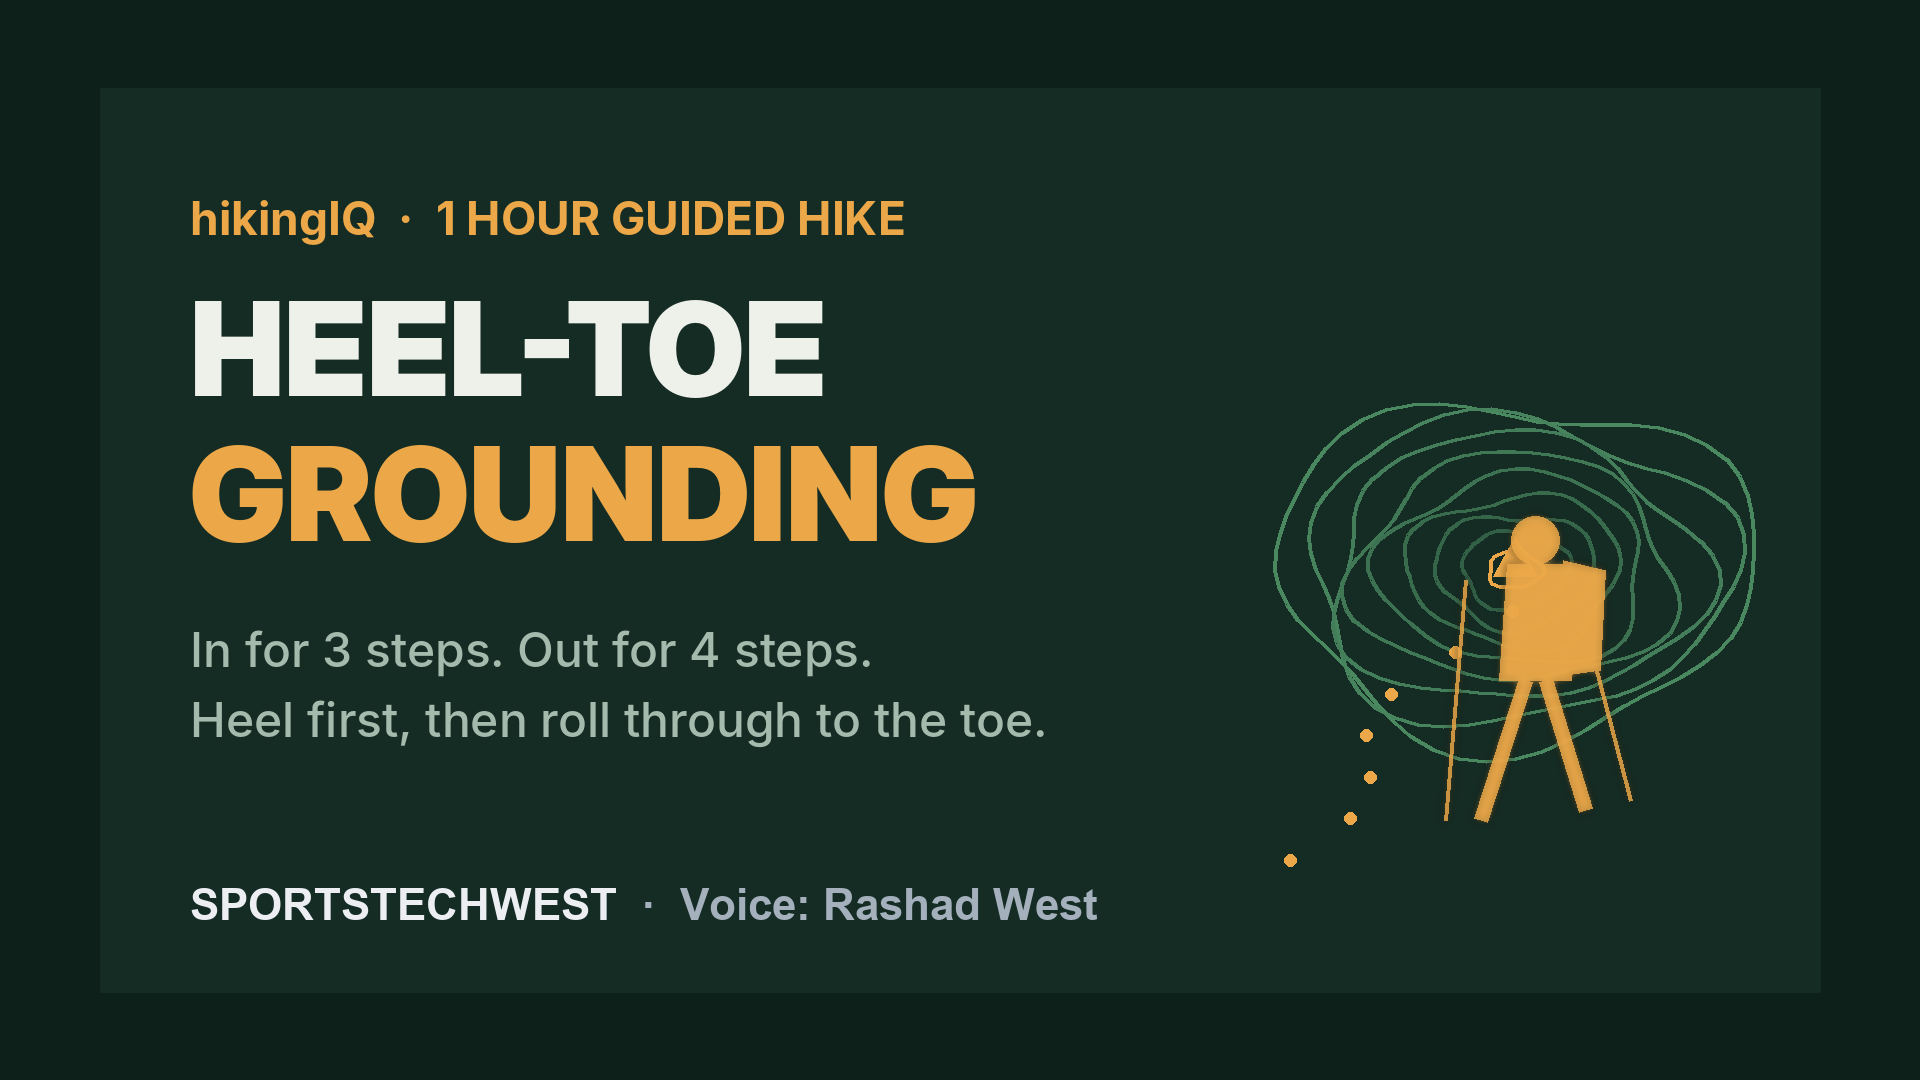 hikingIQ · 1 HOUR GUIDED HIKE
HEEL-TOE
GROUNDING
In for 3 steps. Out for 4 steps.
Heel first, then roll through to the toe.
SPORTSTECHWEST · Voice: Rashad West